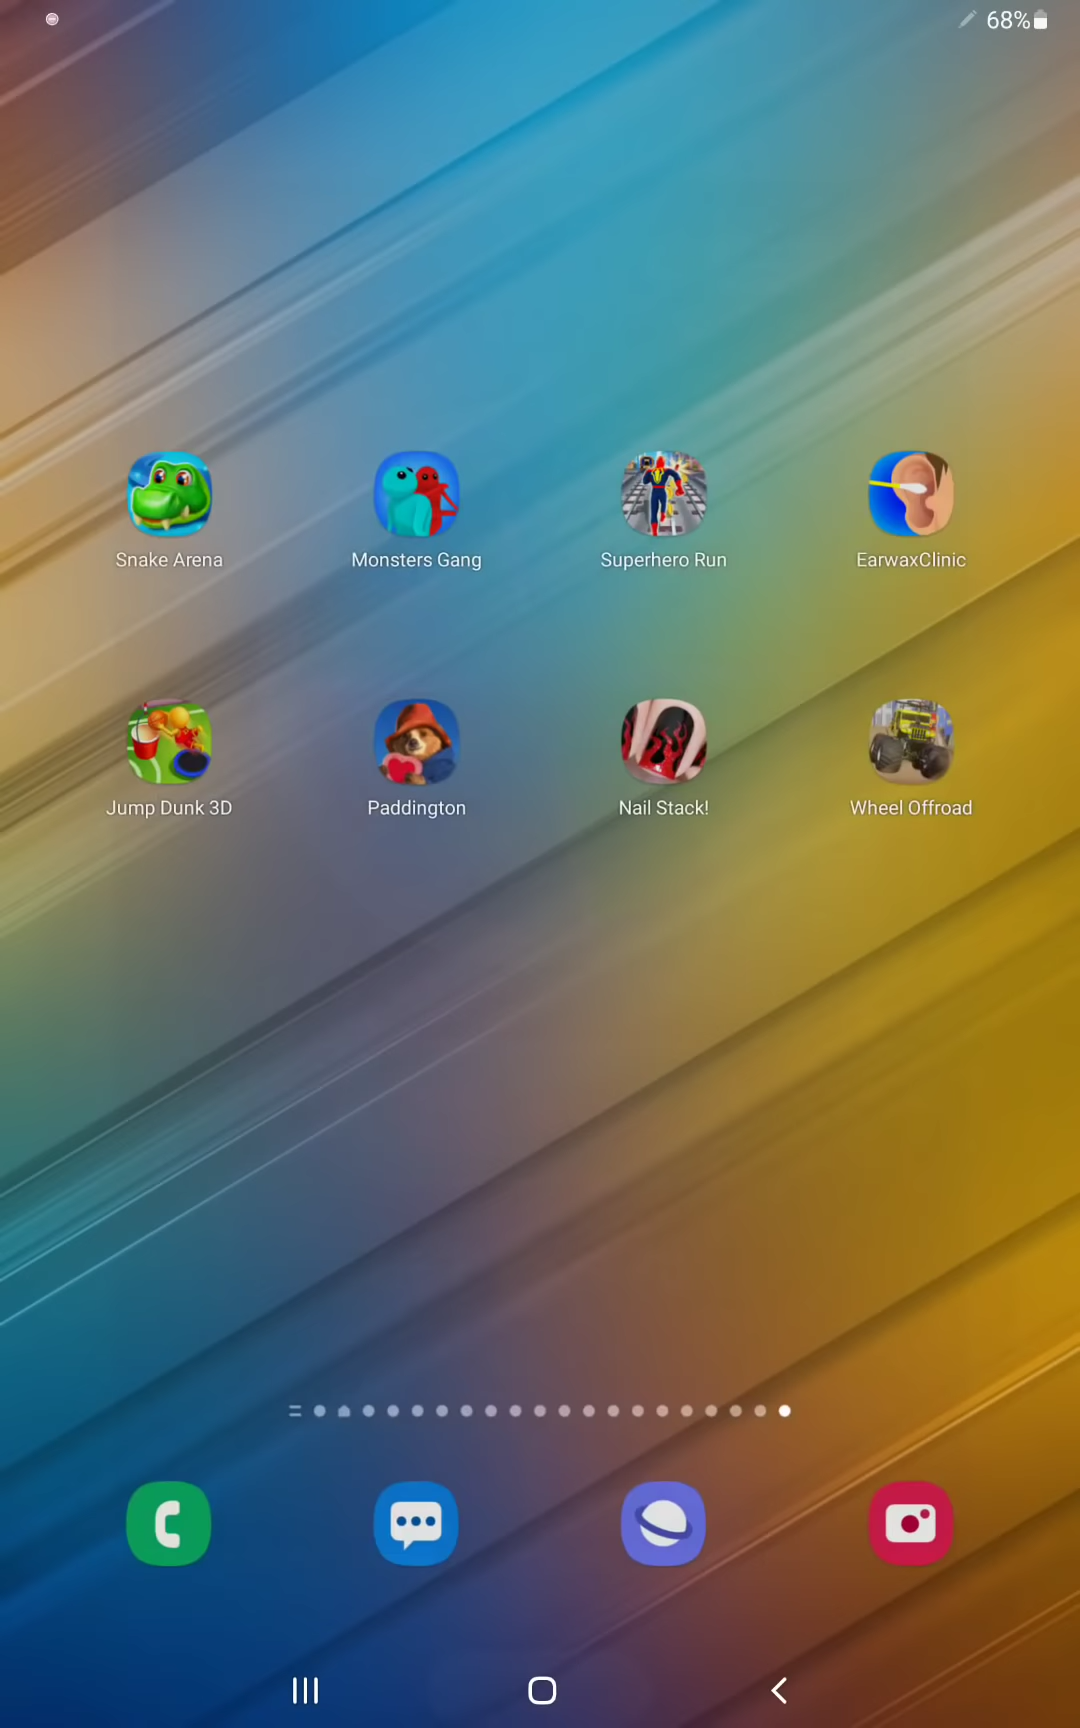 68%
Snake Arena
Monsters Gang
Superhero Run
EarwaxClinic
Jump Dunk 3D
Paddington
Nail Stack!
Wheel Offroad